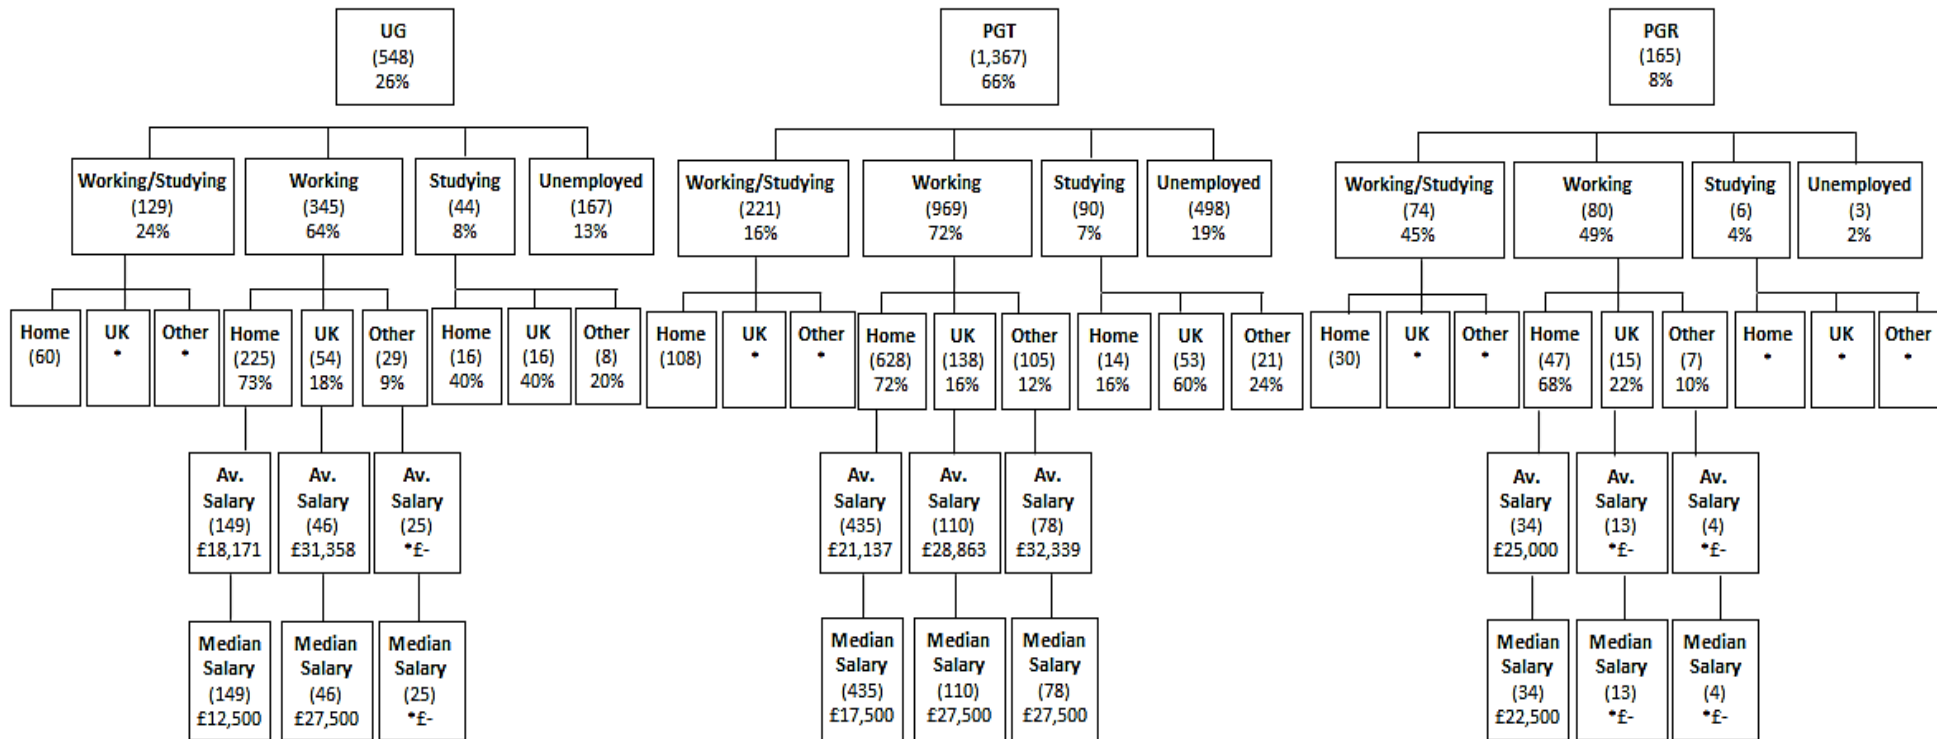 UG
(548)
26%
Working/Studying
(129)
24%
Working
(345)
64%
Studying
(44)
8%
Unemployed
(167)
13%
Home
(60)
UK
*
Other
*
Home
(225)
73%
UK
(54)
18%
Other
(29)
9%
Home
(16)
40%
UK
(16)
40%
Other
(8)
20%
Av.
Salary
(149)
£18,171
Av.
Salary
(46)
£31,358
Av.
Salary
(25)
*£-
Median
Salary
(149)
£12,500
Median
Salary
(46)
£27,500
Median
Salary
(25)
*£-
PGT
(1,367)
66%
Working/Studying
(221)
16%
Working
(969)
72%
Studying
(90)
7%
Unemployed
(498)
19%
Home
(108)
UK
*
Other
*
Home
(628)
72%
UK
(138)
16%
Other
(105)
12%
Home
(14)
16%
UK
(53)
60%
Other
(21)
24%
Av.
Salary
(435)
£21,137
Av.
Salary
(110)
£28,863
Av.
Salary
(78)
£32,339
Median
Salary
(435)
£17,500
Median
Salary
(110)
£27,500
Median
Salary
(78)
£27,500
PGR
(165)
8%
Working/Studying
(74)
45%
Working
(80)
49%
Studying
(6)
4%
Unemployed
(3)
2%
Home
(30)
UK
*
Other
*
Home
(47)
68%
UK
(15)
22%
Other
(7)
10%
Home
*
UK
*
Other
*
Av.
Salary
(34)
£25,000
Av.
Salary
(13)
*£-
Av.
Salary
(4)
*£-
Median
Salary
(34)
£22,500
Median
Salary
(13)
*£-
Median
Salary
(4)
*£-